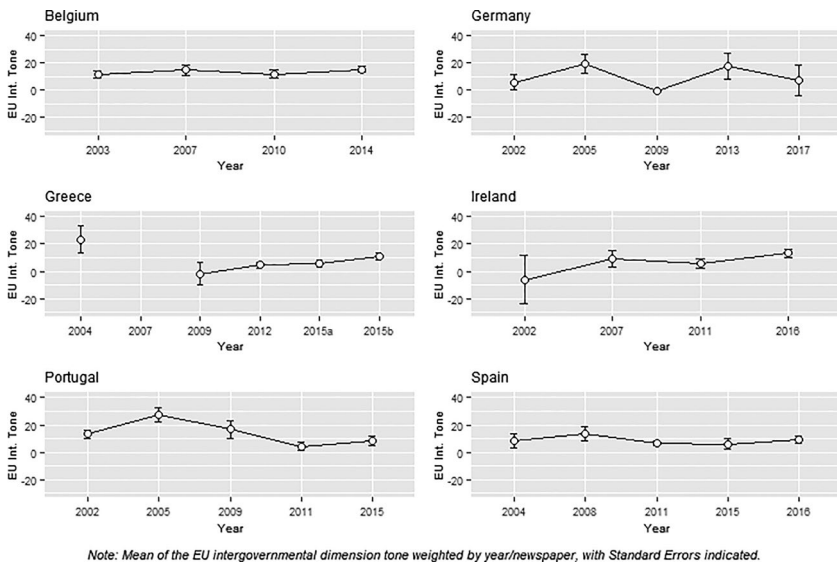 Belgium
EU Int. Tone
40
20
0
-20
2003 2007 2010 2014
Year
Germany
EU Int. Tone
40
20
0
-20
2002 2005 2009 2013 2017
Year
Greece
EU Int. Tone
40
20
0
-20
2004 2007 2009 2012 2015a 2015b
Year
Ireland
EU Int. Tone
40
20
0
-20
2002 2007 2011 2016
Year
Portugal
EU Int. Tone
40
20
0
-20
2002 2005 2009 2011 2015
Year
Spain
EU Int. Tone
40
20
0
-20
2004 2008 2011 2015 2016
Year
Note: Mean of the EU intergovernmental dimension tone weighted by year/newspaper, with Standard Errors indicated.